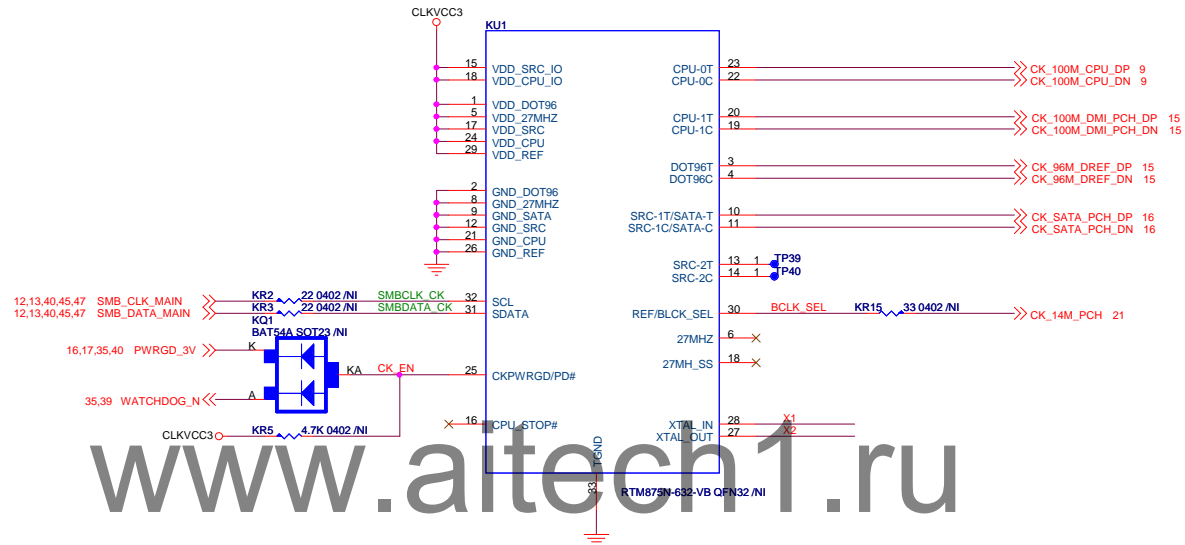 CLKVCC3
KU1
15 VDD_SRC_IO
18 VDD_CPU_IO
1 VDD_DOT96
5 VDD_27MHZ
17 VDD_SRC
24 VDD_CPU
29 VDD_REF
2 GND_DOT96
8 GND_27MHZ
9 GND_SATA
12 GND_SRC
21 GND_CPU
26 GND_REF
12,13,40,45,47 SMB_CLK_MAIN KR2 22 0402 /NI SMBCLK_CK 32 SCL
12,13,40,45,47 SMB_DATA_MAIN KR3 22 0402 /NI SMBDATA_CK 31 SDATA
KQ1
BAT54A SOT23 /NI
16,17,35,40 PWRGD_3V K
KA CK_EN 25 CKPWRGD/PD#
35,39 WATCHDOG_N A
16 CPU_STOP#
CLKVCC3 KR5 4.7K 0402 /NI
CPU-0T 23 CK_100M_CPU_DP 9
CPU-0C 22 CK_100M_CPU_DN 9
CPU-1T 20 CK_100M_DMI_PCH_DP 15
CPU-1C 19 CK_100M_DMI_PCH_DN 15
DOT96T 3 CK_96M_DREF_DP 15
DOT96C 4 CK_96M_DREF_DN 15
SRC-1T/SATA-T 10 CK_SATA_PCH_DP 16
SRC-1C/SATA-C 11 CK_SATA_PCH_DN 16
SRC-2T 13 1 TP39
SRC-2C 14 1 TP40
REF/BLCK_SEL 30 BCLK_SEL KR15 33 0402 /NI CK_14M_PCH 21
27MHZ 6
27MH_SS 18
XTAL_IN 28 X1
XTAL_OUT 27 X2
TGND
33
RTM875N-632-VB QFN32 /NI
www.aitech1.ru